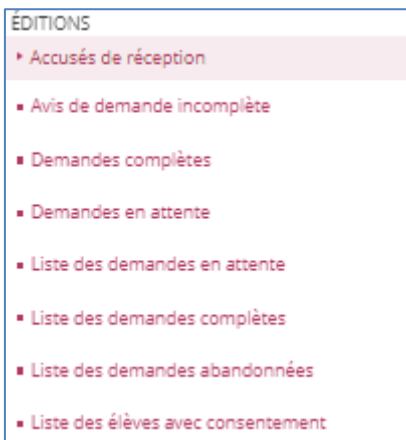 ÉDITIONS
Accusés de réception
Avis de demande incomplète
Demandes complètes
Demandes en attente
Liste des demandes en attente
Liste des demandes complètes
Liste des demandes abandonnées
Liste des élèves avec consentement